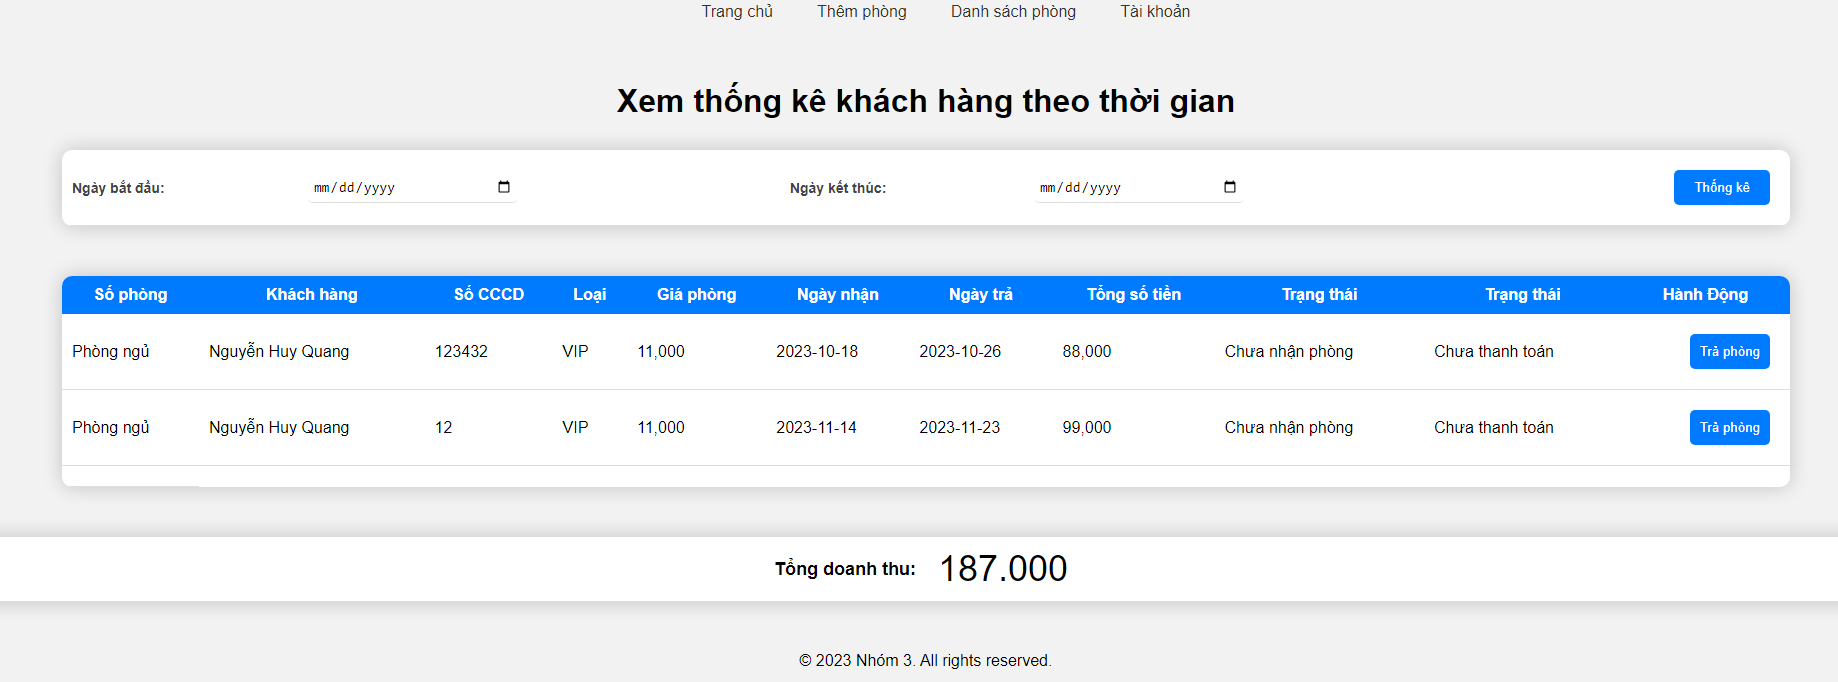 Trang chủ Thêm phòng Danh sách phòng Tài khoản
Xem thống kê khách hàng theo thời gian
Ngày bắt đầu: mm/dd/yyyy Ngày kết thúc: mm/dd/yyyy Thống kê
Số phòng Khách hàng Số CCCD Loại Giá phòng Ngày nhận Ngày trả Tổng số tiền Trạng thái Trạng thái Hành Động
Phòng ngủ Nguyễn Huy Quang 123432 VIP 11,000 2023-10-18 2023-10-26 88,000 Chưa nhận phòng Chưa thanh toán Trả phòng
Phòng ngủ Nguyễn Huy Quang 12 VIP 11,000 2023-11-14 2023-11-23 99,000 Chưa nhận phòng Chưa thanh toán Trả phòng
Tổng doanh thu: 187.000
© 2023 Nhóm 3. All rights reserved.